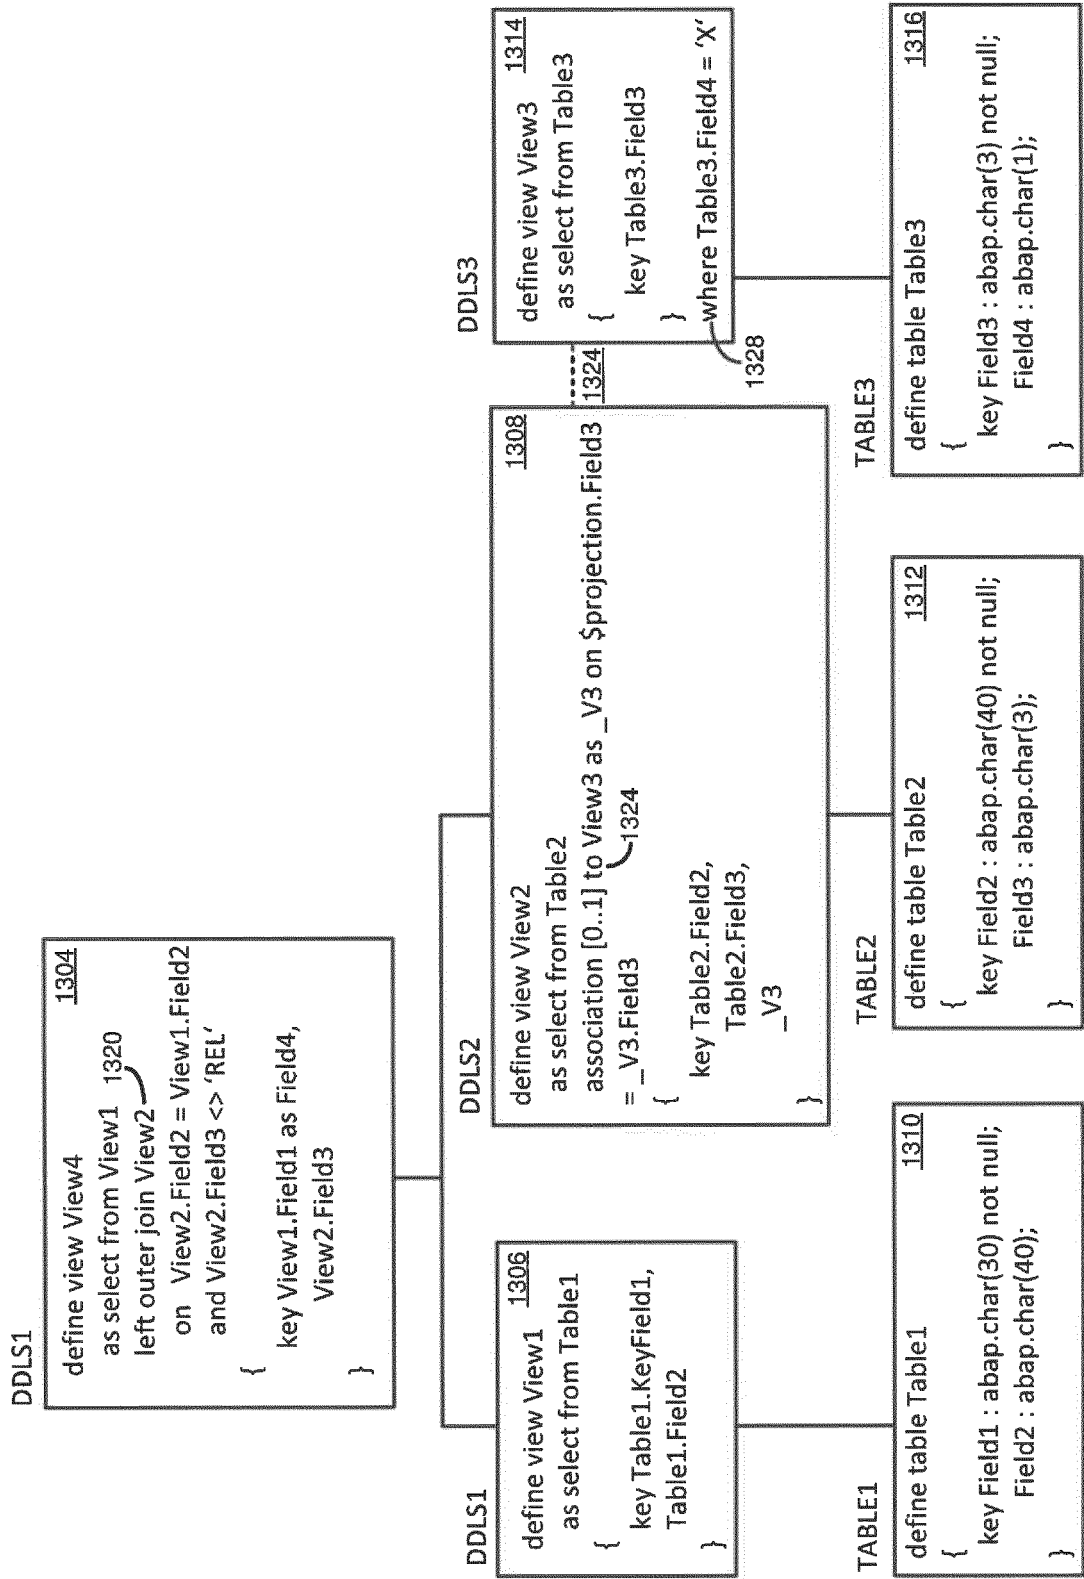 DDLS1
1304
define view View4
as select from View1 1320
left outer join View2
on View2.Field2 = View1.Field2
and View2.Field3 <> 'REL'
{
key View1.Field1 as Field4,
View2.Field3
}
DDLS1
1306
define view View1
as select from Table1
{
key Table1.KeyField1,
Table1.Field2
}
DDLS2
1308
define view View2
as select from Table2
association [0..1] to View3 as _V3 on $projection.Field3
= _V3.Field3
1324
{
key Table2.Field2,
Table2.Field3,
_V3
}
1324
DDLS3
1314
define view View3
as select from Table3
{
key Table3.Field3
}
where Table3.Field4 = 'X'
1328
TABLE1
1310
define table Table1
{
key Field1 : abap.char(30) not null;
Field2 : abap.char(40);
}
TABLE2
1312
define table Table2
{
key Field2 : abap.char(40) not null;
Field3 : abap.char(3);
}
TABLE3
1316
define table Table3
{
key Field3 : abap.char(3) not null;
Field4 : abap.char(1);
}